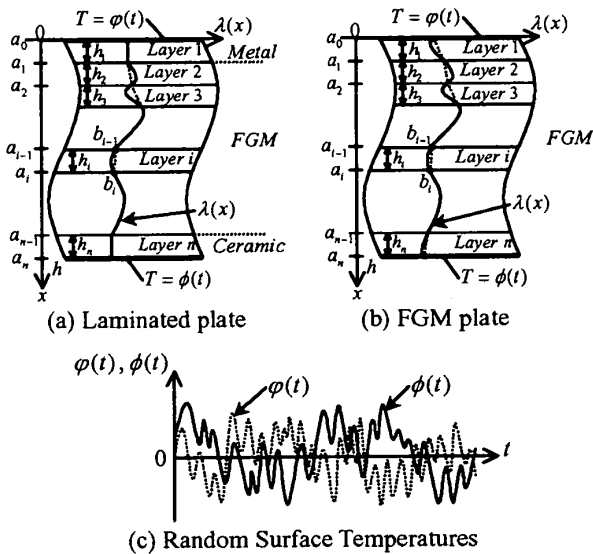 T = φ(t)
λ(x)
a₀
h₁
Layer 1
Metal
a₁
h₂
Layer 2
a₂
h₃
Layer 3
bᵢ₋₁
FGM
aᵢ₋₁
hᵢ
Layer i
aᵢ
bᵢ
λ(x)
aₙ₋₁
hₙ
Layer n
Ceramic
aₙ
h
T = ϕ(t)
x
(a) Laminated plate
T = φ(t)
λ(x)
a₀
h₁
Layer 1
a₁
h₂
Layer 2
a₂
h₃
Layer 3
bᵢ₋₁
FGM
aᵢ₋₁
hᵢ
Layer i
aᵢ
bᵢ
λ(x)
aₙ₋₁
hₙ
Layer n
aₙ
h
T = ϕ(t)
x
(b) FGM plate
φ(t), ϕ(t)
φ(t)
ϕ(t)
0
t
(c) Random Surface Temperatures